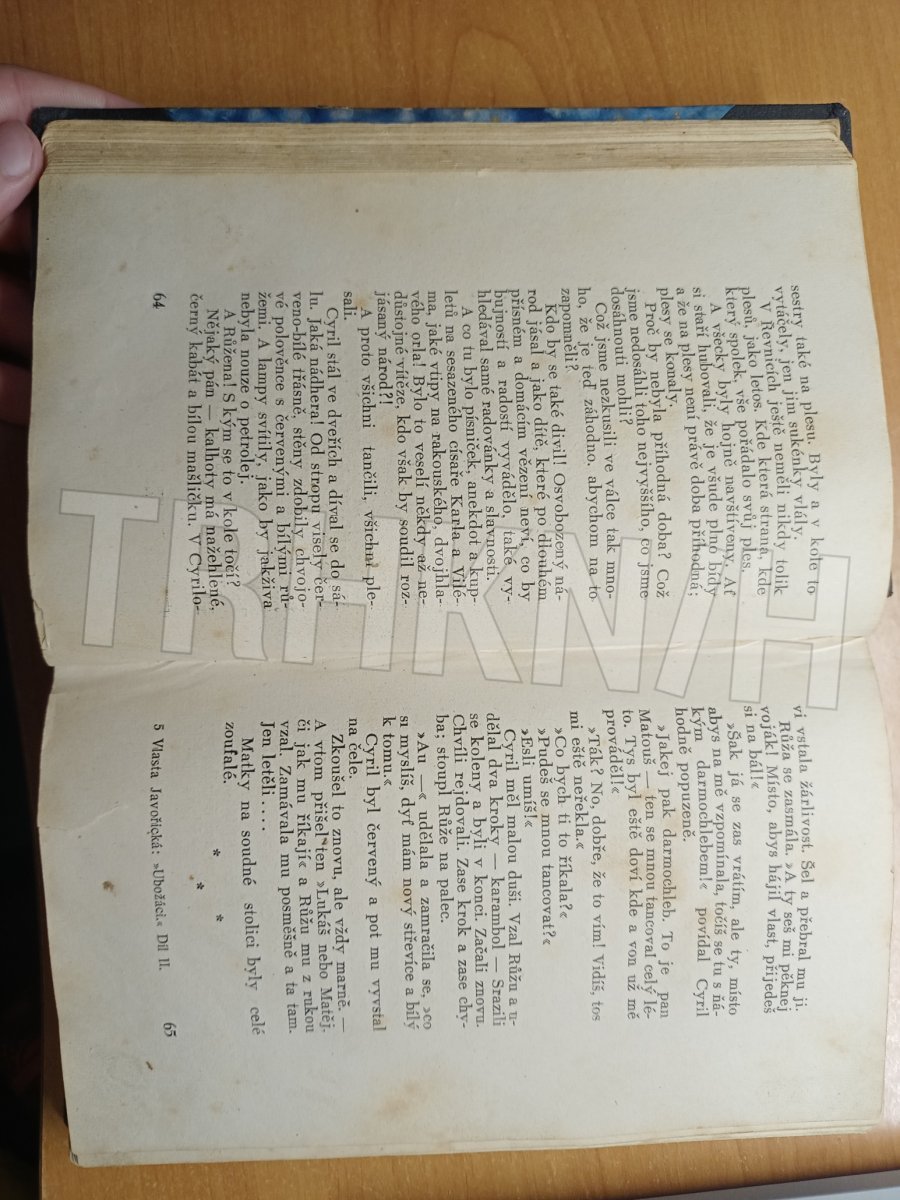 sestry také na plesu. Byly a v kole to
vytáčely, jen jim sukénky vlály.
V Řevnicích ještě neměli nikdy tolik
plesů, jako letos. Kde která strana, kde
který spolek, vše pořádalo svůj ples.
A všecky byly hojně navštíveny. Ať
si staří hubovali, že je všude plno bídy
a že na plesy není právě doba příhodná;
plesy se konaly.
Proč by nebyla příhodná doba? Což
jsme nedosáhli toho nejvyššího, co jsme
dosáhnouti mohli?
Což jsme nezkusili ve válce tak mno-
ho, že je teď záhodno, abychom na to
zapomněli?
Kdo by se také divil! Osvobozený ná-
rod jásal a jako dítě, které po dlouhém
přísném a domácím vězení neví, co by
bujností a radostí vyvádělo, také vy-
hledával samé radovánky a slavnosti.
A co tu bylo písniček, anekdot a kup-
letů na sesazeného císaře Karla a Vilé-
ma, jaké vtipy na rakouského, dvojhla-
vého orla! Bylo to veselí někdy až ne-
důstojné vítěze, kdo však by soudil roz-
jásaný národ?!
A proto všichni tančili, všichni ple-
sali.
Cyril stál ve dveřích a díval se do sá-
lu. Jaká nádhera! Od stropu visely čer-
veno-bílé třásně, stěny zdobily chvojo-
vé polověnce s červenými a bílými rů-
žemi. A lampy svítily, jako by jakživa
nebyla nouze o petrolej.
A Růžena! S kým se to v kole točí?
Nějaký pán — kalhoty má nažehlené,
černý kabát a bílou mašličku. V Cyrilo-
64
vi vstala žárlivost. Šel a přebral mu ji.
Růža se zasmála. »A ty seš mi pěknej
voják! Místo, abys hájil vlast, přijedeš
si na bál!«
»Šak já se zas vrátím, ale ty, místo
abys na mě vzpomínala, točíš se tu s ňá-
kým darmochlebem!« povídal Cyril
hodně popuzeně.
»Jakej pak darmochleb. To je pan
Matouš — ten se mnou tancoval celý lé-
to. Tys byl eště doví kde a von už mě
prováděl!«
»Ták? No, dobře, že to vím! Vidíš, tos
mi eště neřekla.«
»Co bych ti to říkala?«
»Pudeš se mnou tancovat?«
»Esli umíš!«
Cyril měl malou duši. Vzal Růžu a u-
dělal dva kroky — karambol — Srazili
se koleny a byli v konci. Začali znovu.
Chvíli rejdovali. Zase krok a zase chy-
ba; stoupl Růže na palec.
»Au —« udělala a zamračila se, »co
si myslíš, dyť mám nový střevíce a bílý
k tomu.«
Cyril byl červený a pot mu vyvstal
na čele.
Zkoušel to znovu, ale vždy marně. —
A vtom přišel ten »Lukáš nebo Matěj,
či jak mu říkají« a Růžu mu z rukou
vzal. Zamávala mu posměšně a ta tam.
Jen letěli....
Matky na soudné stolici byly celé
zoufalé.
* * *
5 Vlasta Javořická: »Ubožáci.« Díl II.
65
TRHKNIH